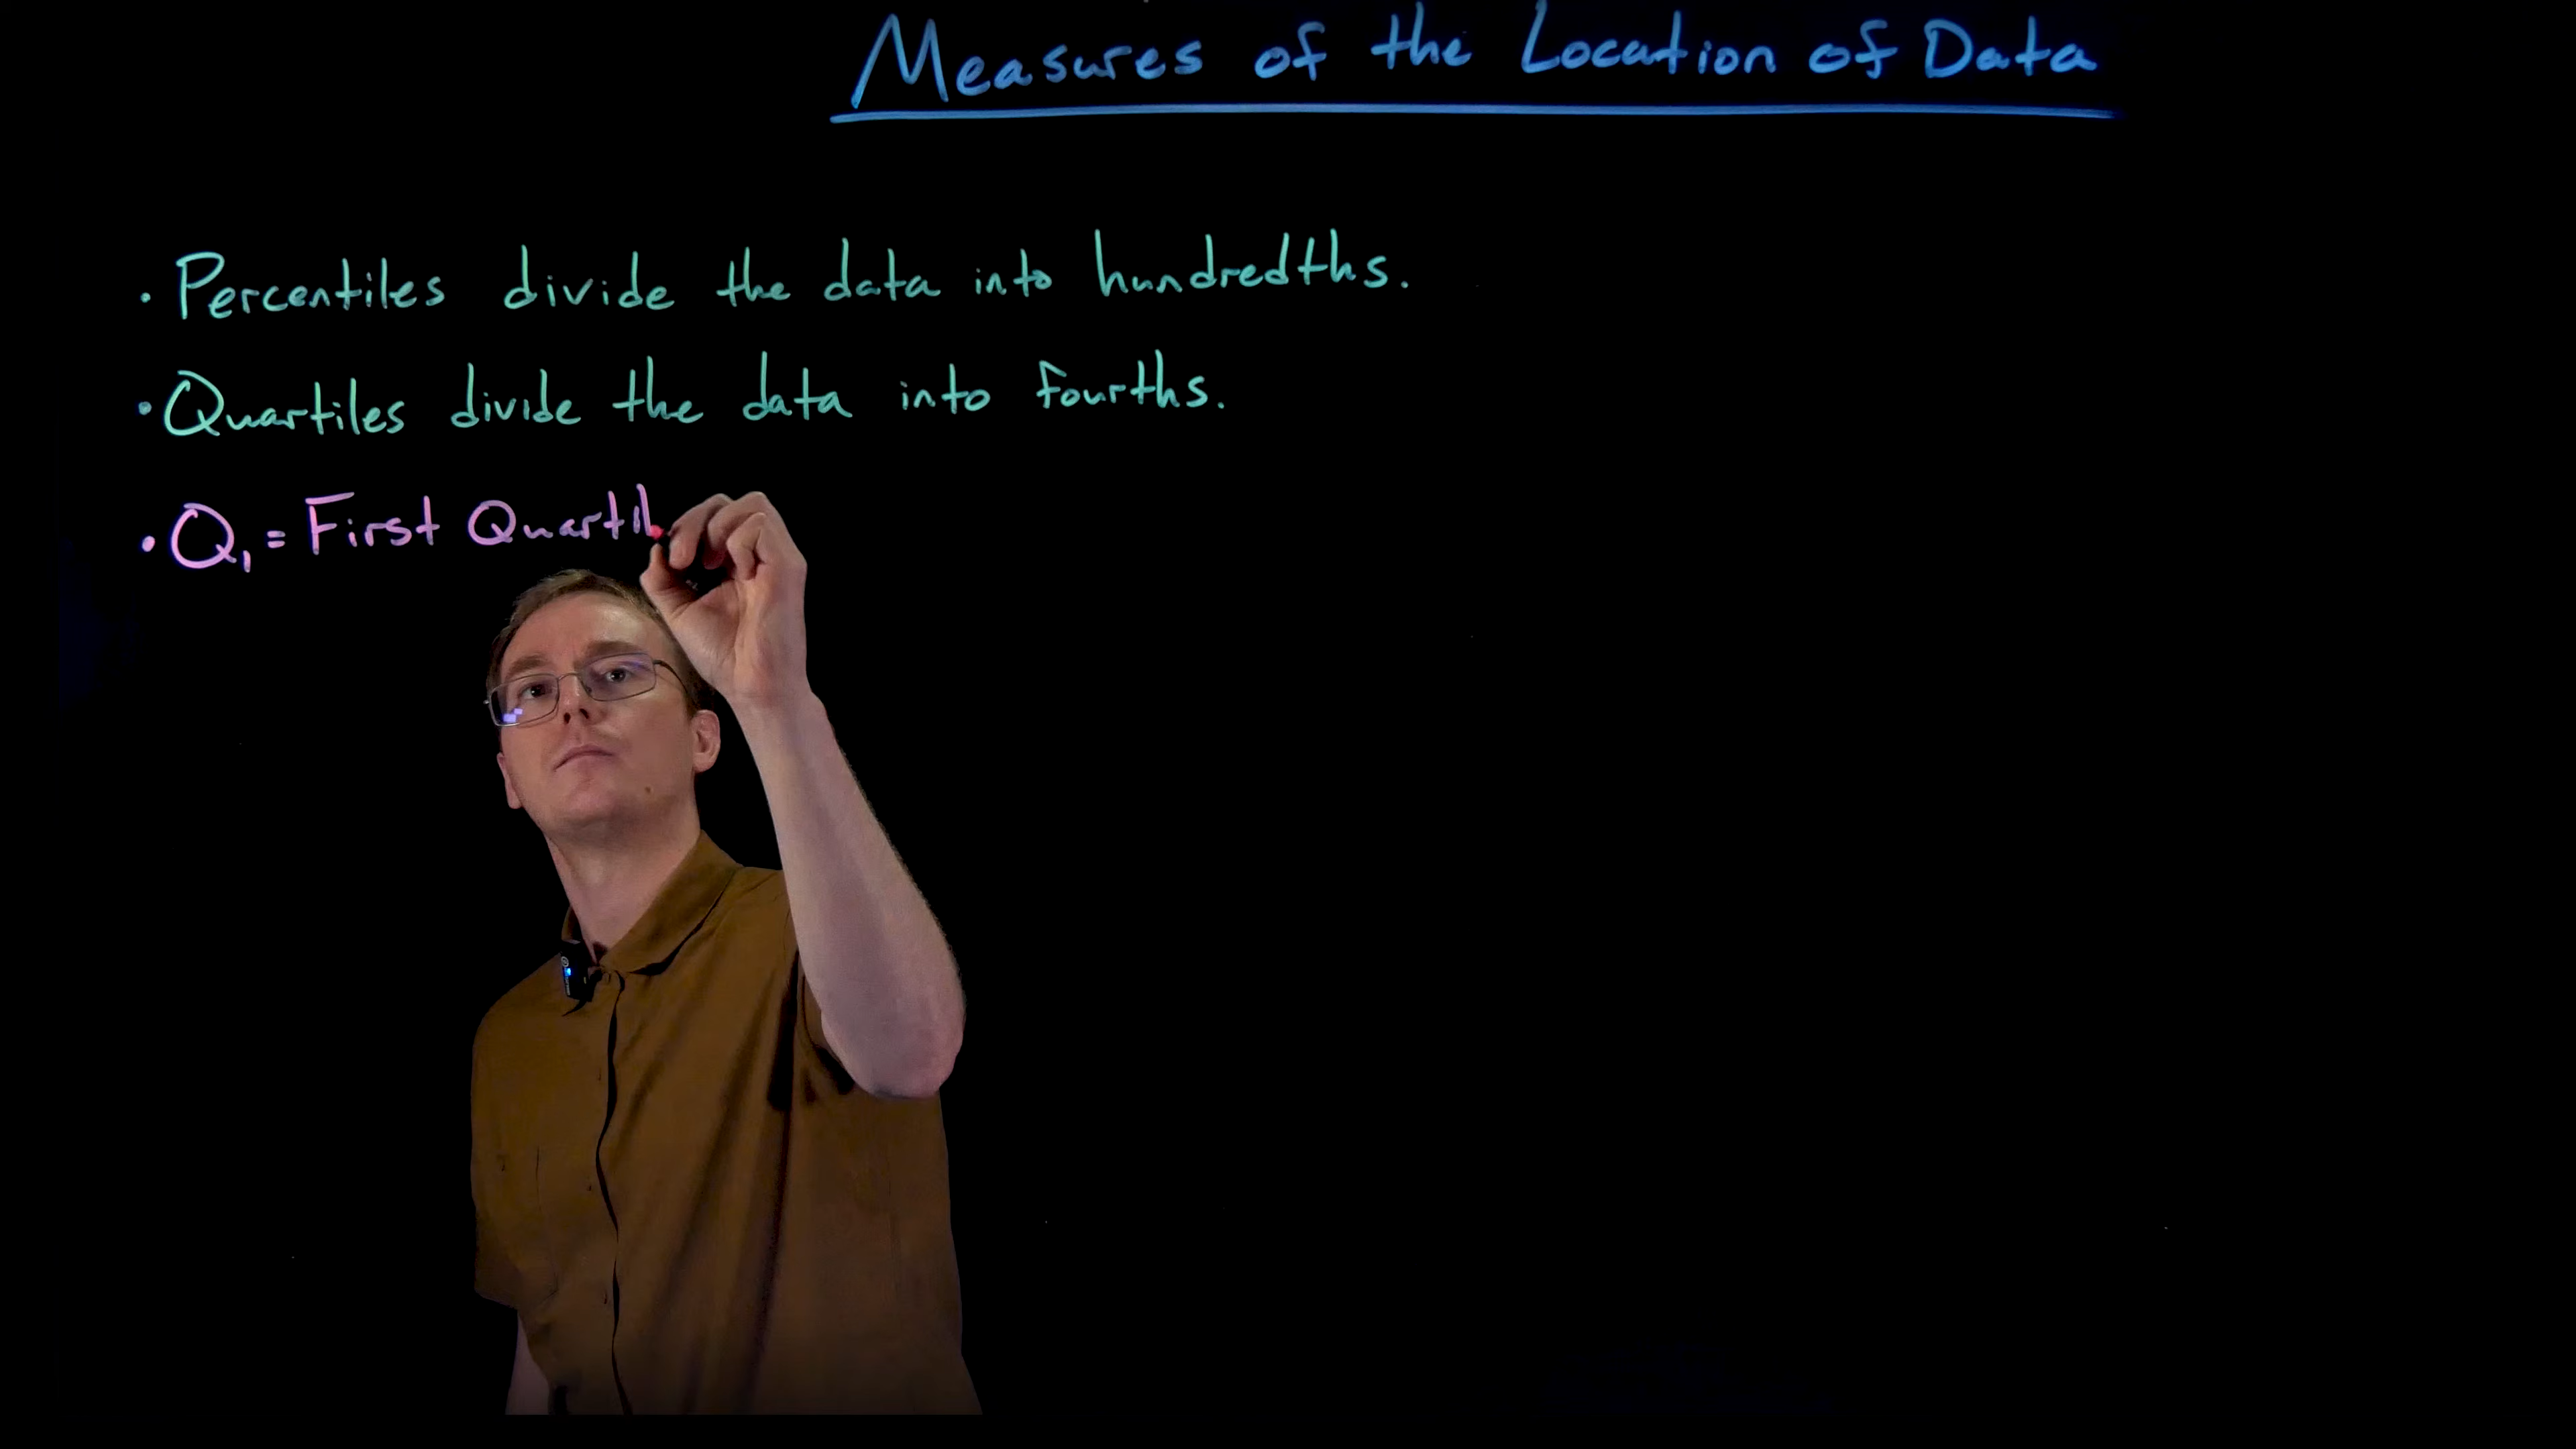 Measures of the Location of Data
• Percentiles divide the data into hundredths.
• Quartiles divide the data into fourths.
• Q₁ = First Quartil